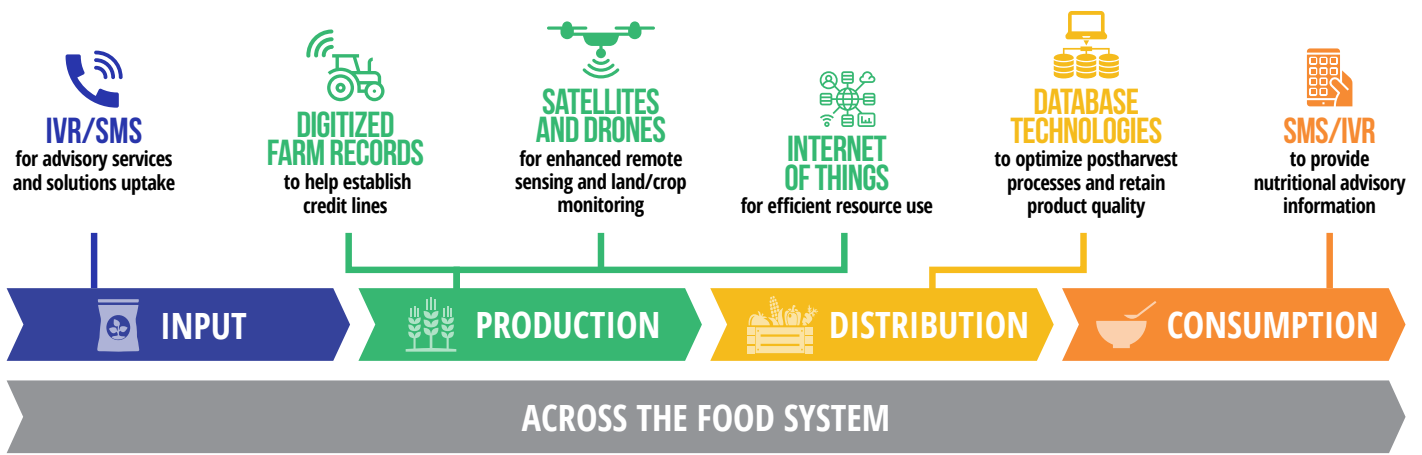 IVR/SMS
for advisory services
and solutions uptake
DIGITIZED
FARM RECORDS
to help establish
credit lines
SATELLITES
AND DRONES
for enhanced remote
sensing and land/crop
monitoring
INTERNET
OF THINGS
for efficient resource use
DATABASE
TECHNOLOGIES
to optimize postharvest
processes and retain
product quality
SMS/IVR
to provide
nutritional advisory
information
INPUT
PRODUCTION
DISTRIBUTION
CONSUMPTION
ACROSS THE FOOD SYSTEM